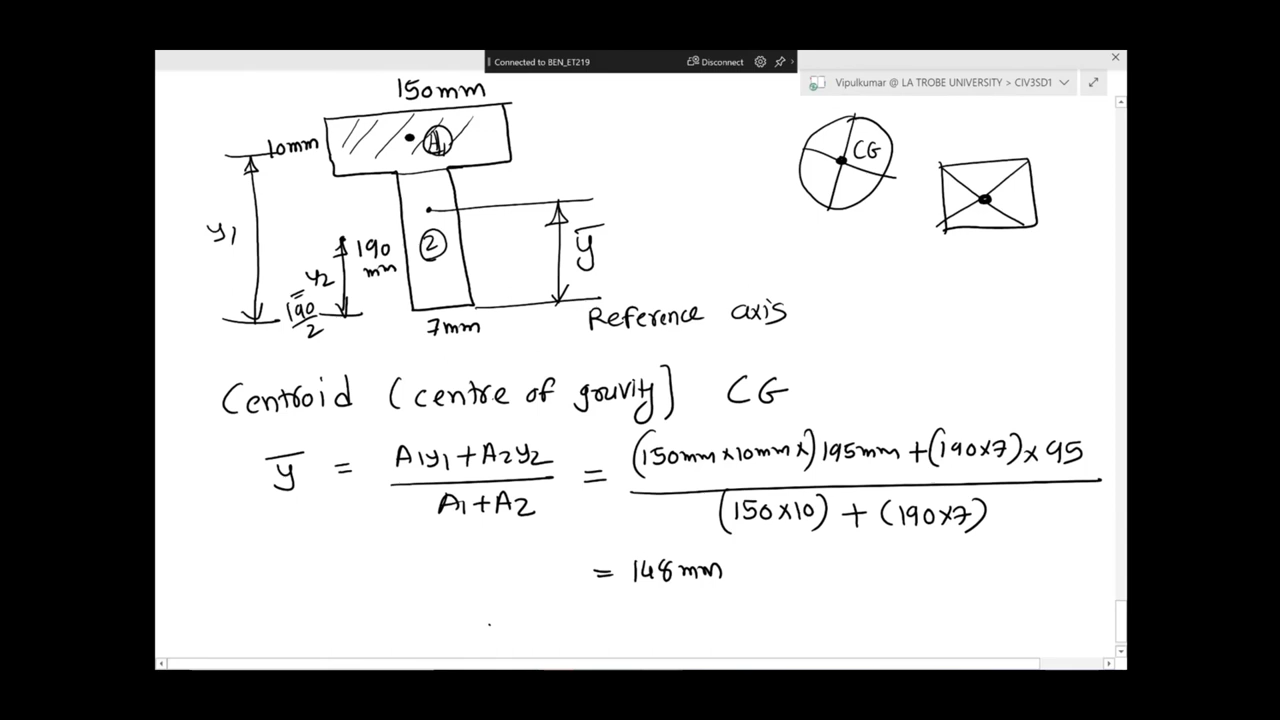 Connected to BEN_ET219
Disconnect
Vipulkumar @ LA TROBE UNIVERSITY > CIV3SD1
150mm
10mm
A1
CG
y1
190
mm
2
y̅
y2
=
190/2
7mm
Reference axis
Centroid (centre of gravity) CG
y̅ = (A1y1 + A2y2)/(A1 + A2) = ((150mm x 10mm x) 195mm + (190x7) x 95)/((150x10) + (190x7))
= 148mm